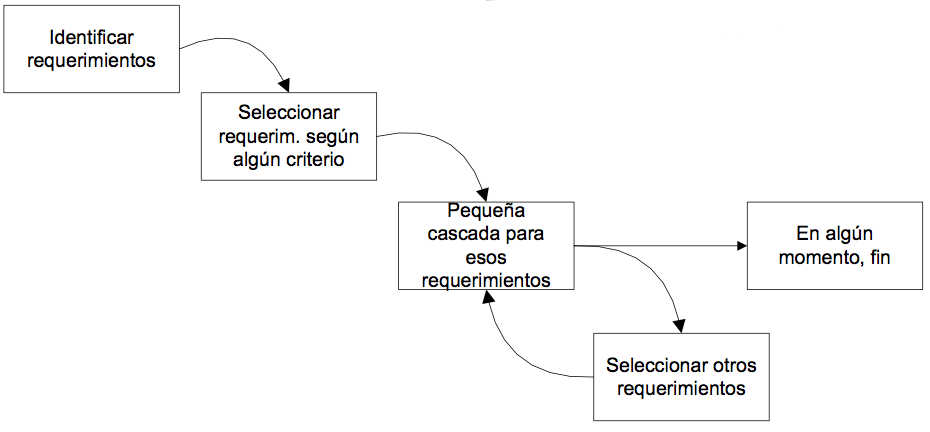 Identificar
requerimientos
Seleccionar
requerim. según
algún criterio
Pequeña
cascada para
esos
requerimientos
En algún
momento, fin
Seleccionar otros
requerimientos